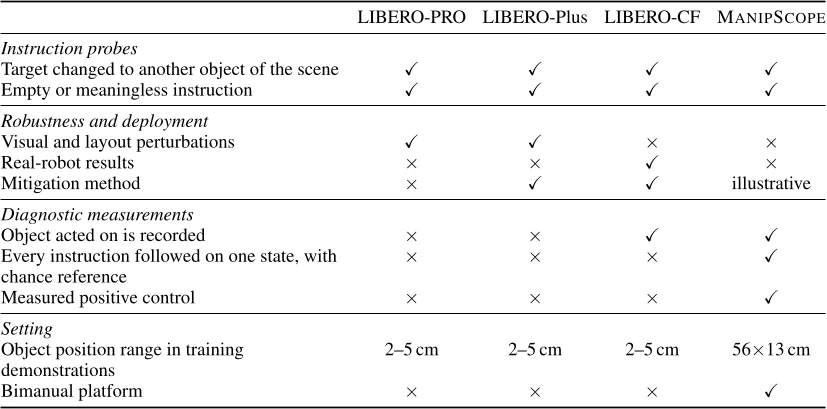 LIBERO-PRO LIBERO-Plus LIBERO-CF MANIPSCOPE
Instruction probes
Target changed to another object of the scene ✓ ✓ ✓ ✓
Empty or meaningless instruction ✓ ✓ ✓ ✓
Robustness and deployment
Visual and layout perturbations ✓ ✓ × ×
Real-robot results × × ✓ ×
Mitigation method × ✓ ✓ illustrative
Diagnostic measurements
Object acted on is recorded × × ✓ ✓
Every instruction followed on one state, with × × × ✓
chance reference
Measured positive control × × × ✓
Setting
Object position range in training 2–5 cm 2–5 cm 2–5 cm 56×13 cm
demonstrations
Bimanual platform × × × ✓